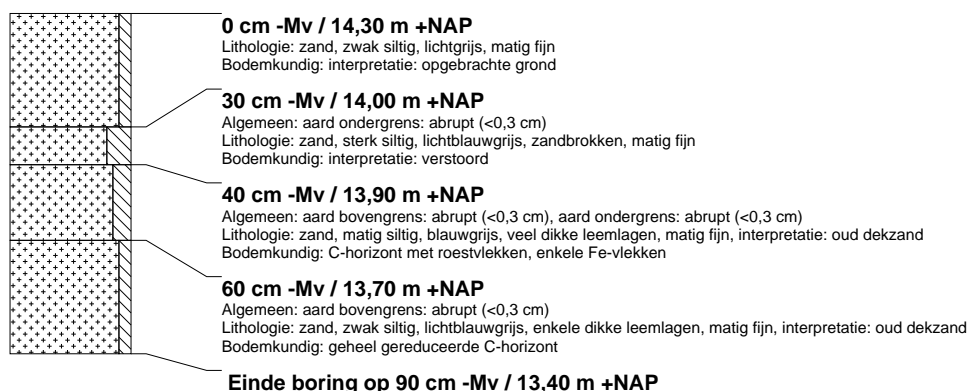 0 cm -Mv / 14,30 m +NAP
Lithologie: zand, zwak siltig, lichtgrijs, matig fijn
Bodemkundig: interpretatie: opgebrachte grond
30 cm -Mv / 14,00 m +NAP
Algemeen: aard ondergrens: abrupt (<0,3 cm)
Lithologie: zand, sterk siltig, lichtblauwgrijs, zandbrokken, matig fijn
Bodemkundig: interpretatie: verstoord
40 cm -Mv / 13,90 m +NAP
Algemeen: aard bovengrens: abrupt (<0,3 cm), aard ondergrens: abrupt (<0,3 cm)
Lithologie: zand, matig siltig, blauwgrijs, veel dikke leemlagen, matig fijn, interpretatie: oud dekzand
Bodemkundig: C-horizont met roestvlekken, enkele Fe-vlekken
60 cm -Mv / 13,70 m +NAP
Algemeen: aard bovengrens: abrupt (<0,3 cm)
Lithologie: zand, zwak siltig, lichtblauwgrijs, enkele dikke leemlagen, matig fijn, interpretatie: oud dekzand
Bodemkundig: geheel gereduceerde C-horizont
Einde boring op 90 cm -Mv / 13,40 m +NAP